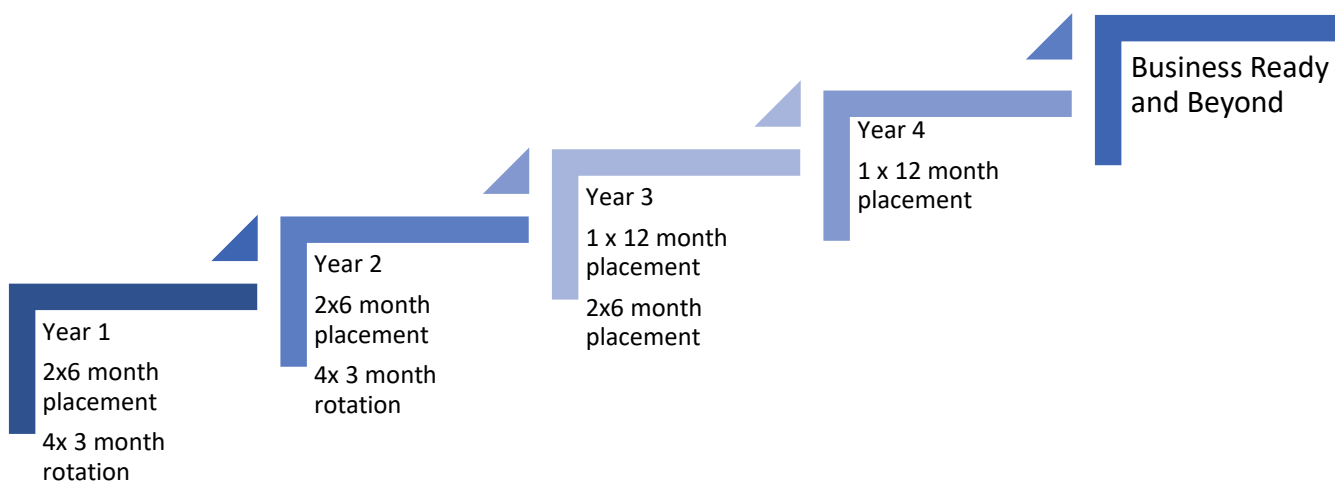 Year 1
2x6 month
placement
4x 3 month
rotation
Year 2
2x6 month
placement
4x 3 month
rotation
Year 3
1 x 12 month
placement
2x6 month
placement
Year 4
1 x 12 month
placement
Business Ready
and Beyond